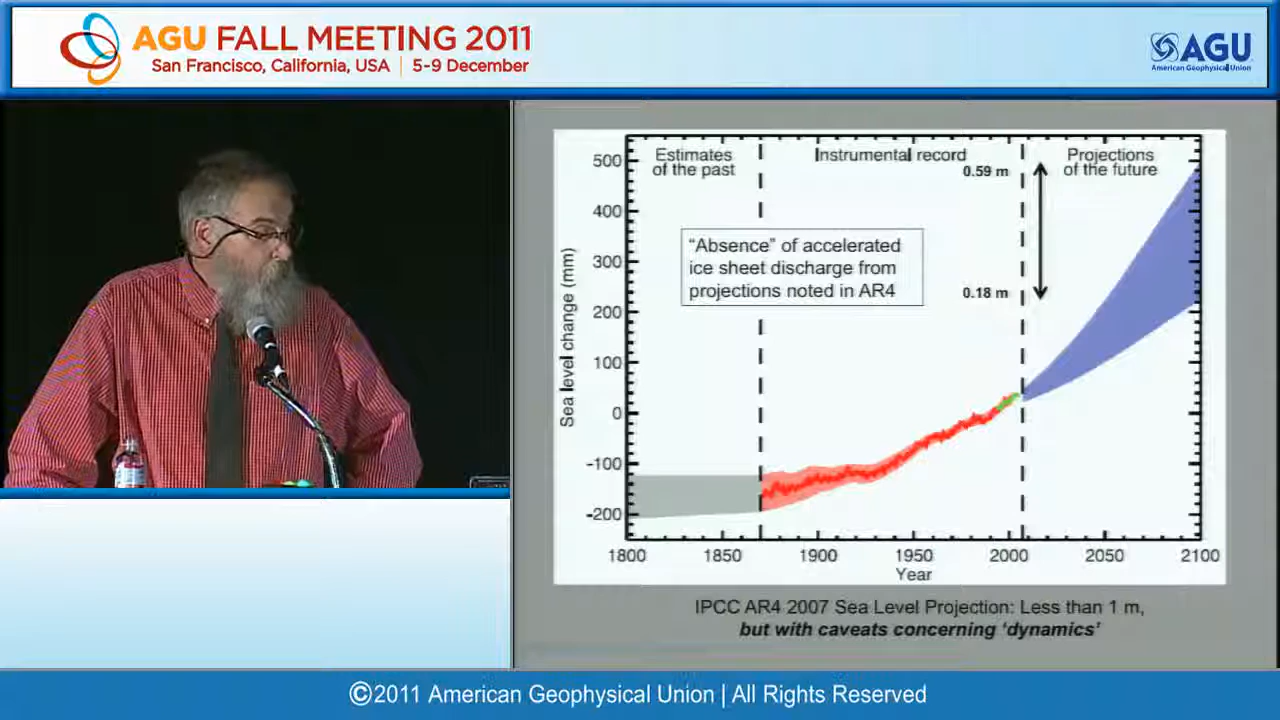 AGU FALL MEETING 2011
San Francisco, California, USA | 5-9 December
AGU
American Geophysical Union
Estimates
of the past
Instrumental record
Projections
of the future
0.59 m
0.18 m
"Absence" of accelerated
ice sheet discharge from
projections noted in AR4
Sea level change (mm)
500
400
300
200
100
0
-100
-200
1800
1850
1900
1950
2000
2050
2100
Year
IPCC AR4 2007 Sea Level Projection: Less than 1 m,
but with caveats concerning 'dynamics'
©2011 American Geophysical Union | All Rights Reserved